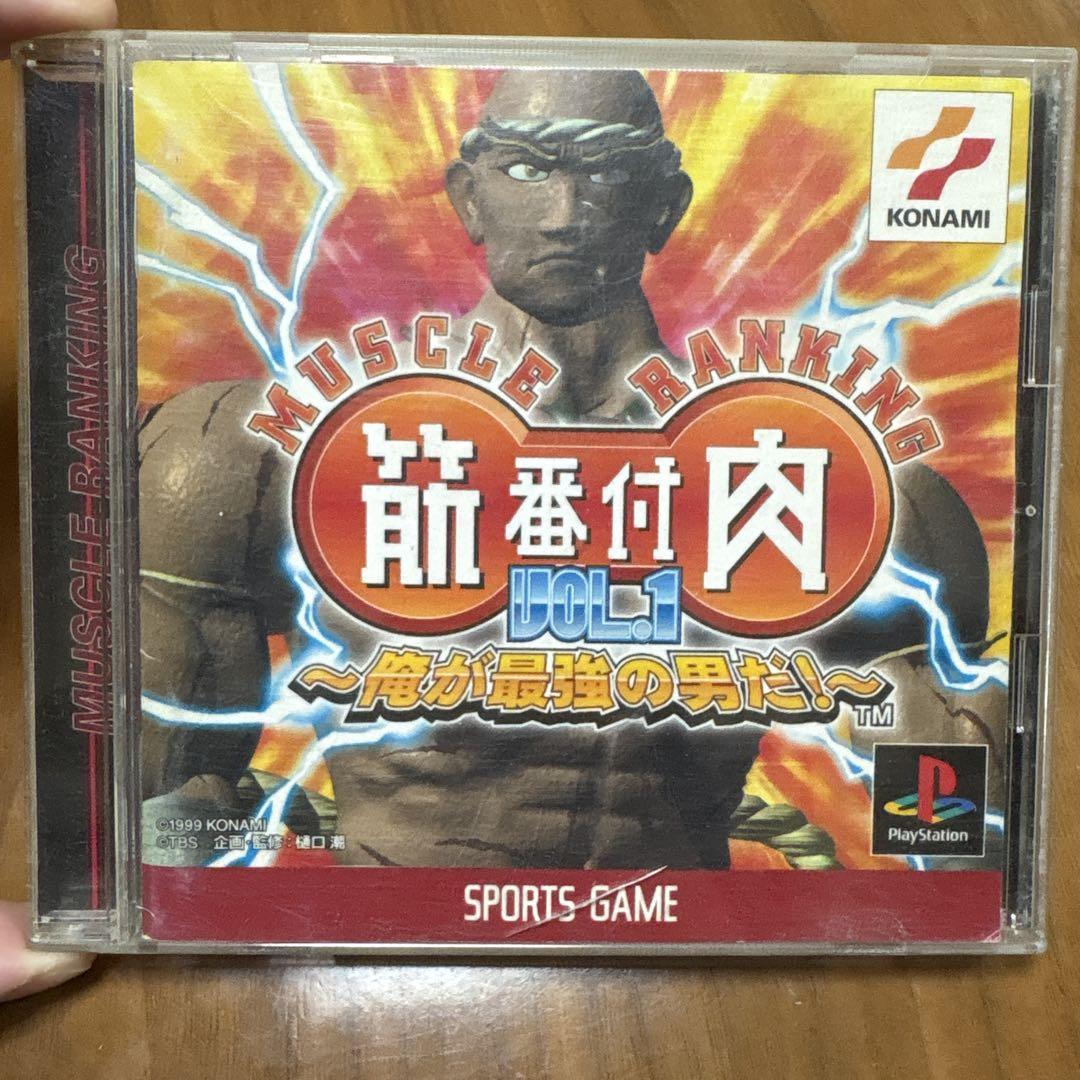 MUSCLE RANKING
KONAMI
MUSCLE RANKING
筋番付肉
VOL.1
～俺が最強の男だ!～
TM
©1999 KONAMI
©TBS 企画・監修:樋口 潮
PlayStation
SPORTS GAME